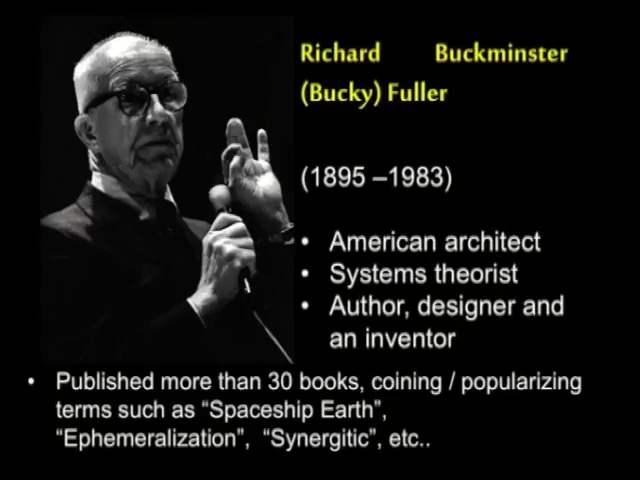 Richard Buckminster
(Bucky) Fuller
(1895 –1983)
• American architect
• Systems theorist
• Author, designer and
an inventor
• Published more than 30 books, coining / popularizing
terms such as “Spaceship Earth”,
“Ephemeralization”, “Synergitic”, etc..